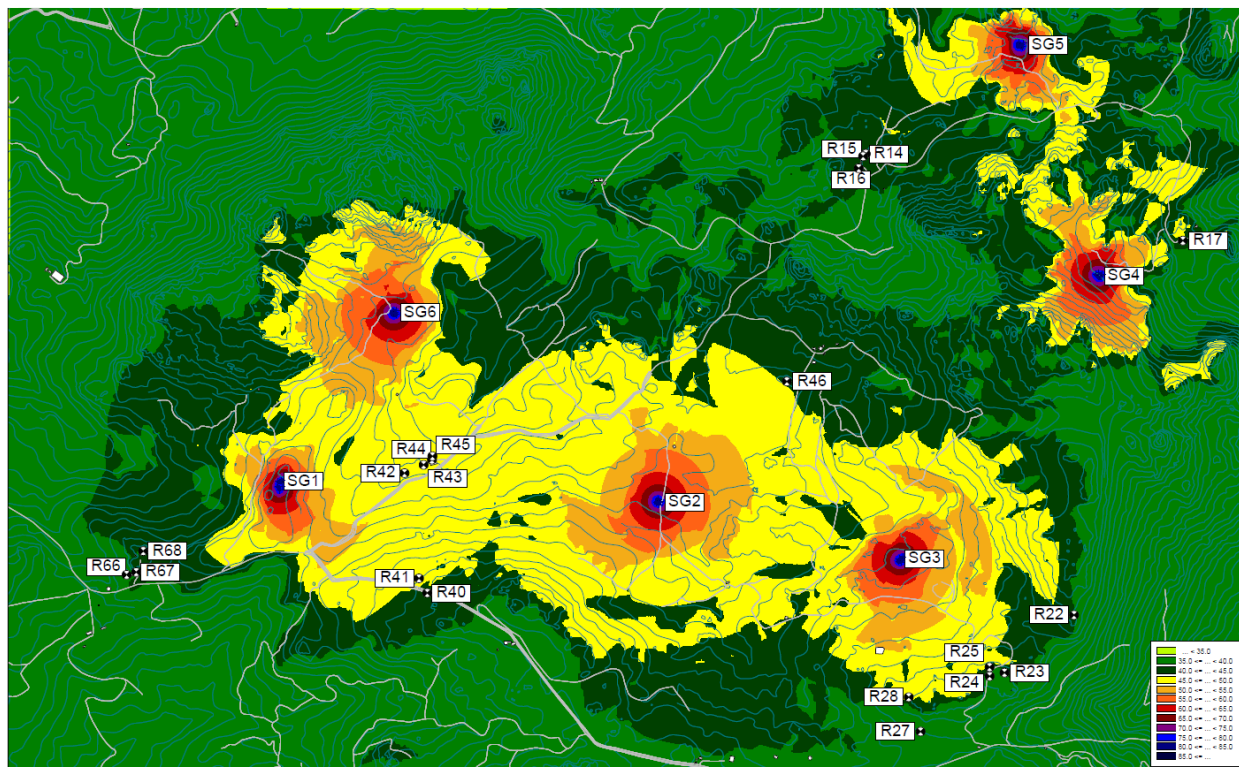 SG5
R15
R14
R16
R17
SG4
SG6
R46
R44
R45
R42
R43
SG1
SG2
SG3
R68
R66
R67
R41
R40
R22
R25
R24
R23
R28
R27
... < 35.0
35.0 <= ... < 40.0
40.0 <= ... < 45.0
45.0 <= ... < 50.0
50.0 <= ... < 55.0
55.0 <= ... < 60.0
60.0 <= ... < 65.0
65.0 <= ... < 70.0
70.0 <= ... < 75.0
75.0 <= ... < 80.0
80.0 <= ... < 85.0
85.0 <= ...